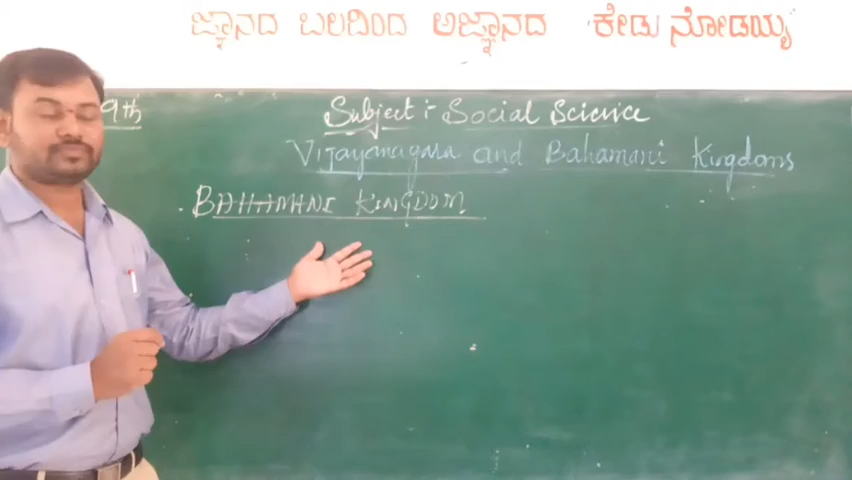 ಜ್ಞಾನದ ಬಲದಿಂದ ಅಜ್ಞಾನದ ಕೇಡು ನೋಡಯ್ಯ
9th
Subject :- Social Science
Vijayanagara and Bahamani Kingdoms
BAHAMANI KINGDOM